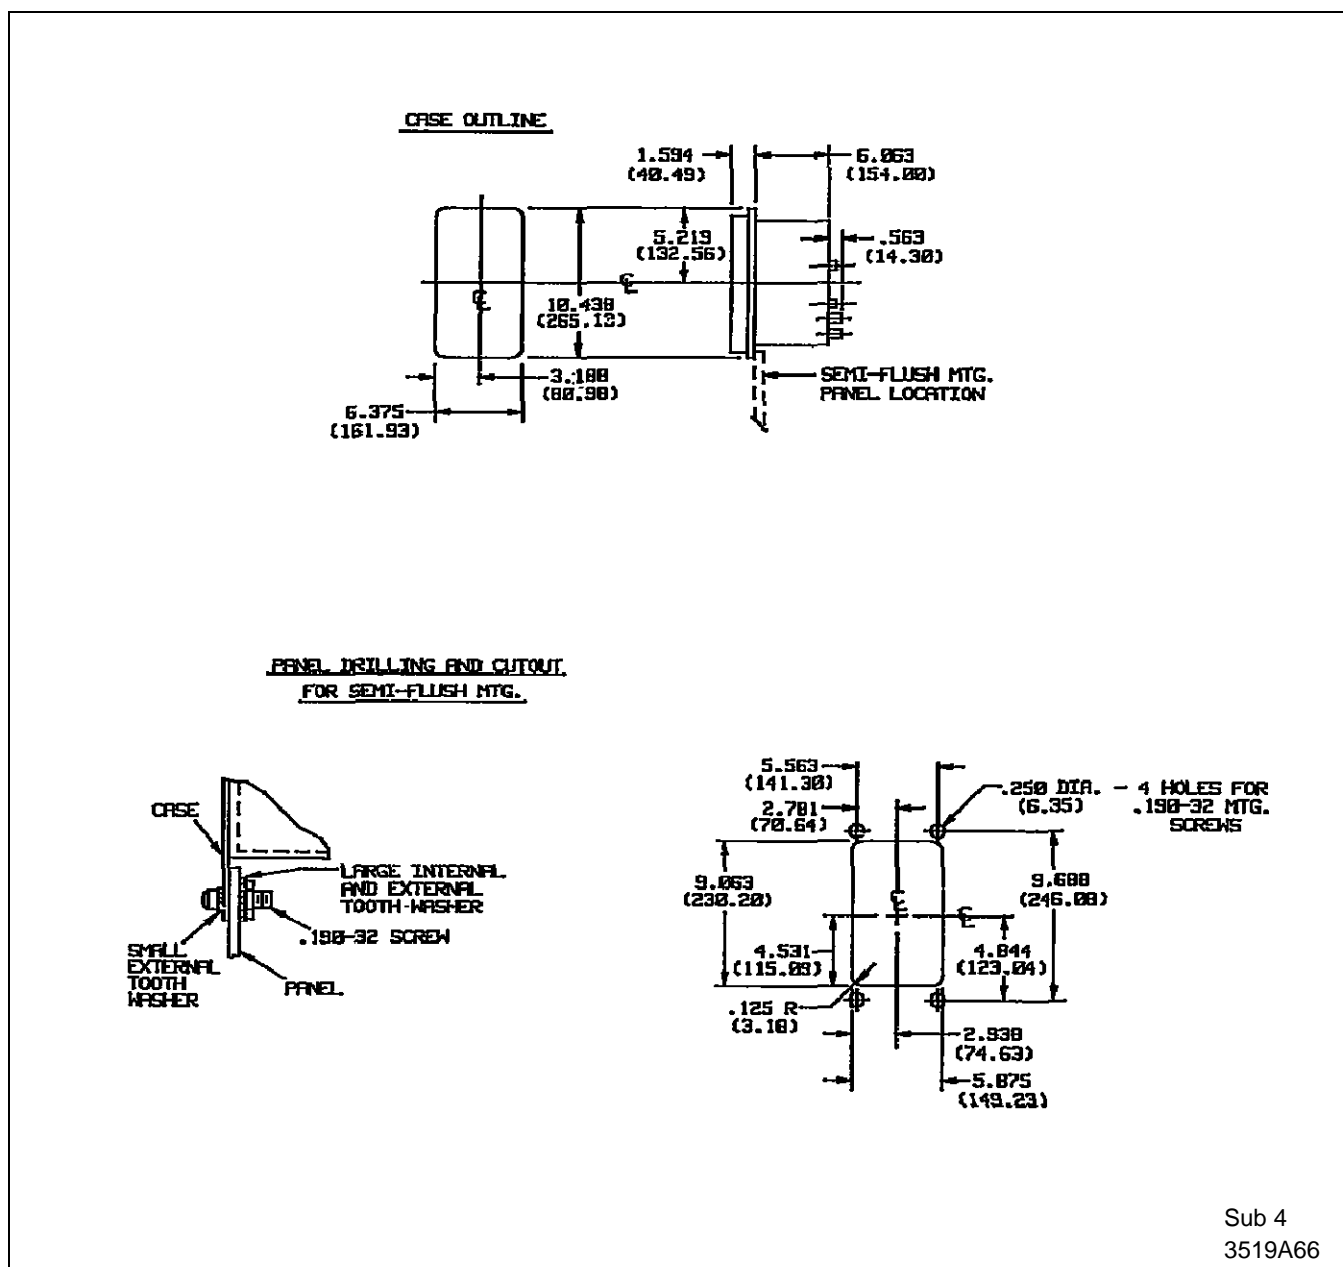 CASE OUTLINE
1.594
(40.49)
6.063
(154.00)
5.219
(132.56)
.563
(14.30)
10.438
(265.13)
3.188
(80.98)
6.375
(161.93)
SEMI-FLUSH MTG.
PANEL LOCATION
PANEL DRILLING AND CUTOUT
FOR SEMI-FLUSH MTG.
CASE
LARGE INTERNAL
AND EXTERNAL
TOOTH-WASHER
.190-32 SCREW
SMALL
EXTERNAL
TOOTH
WASHER
PANEL
5.563
(141.30)
2.781
(70.64)
.250 DIA. - 4 HOLES FOR
(6.35) .190-32 MTG.
SCREWS
9.063
(230.20)
9.688
(246.08)
4.531
(115.09)
4.844
(123.04)
.125 R
(3.18)
2.938
(74.63)
5.875
(149.23)
Sub 4
3519A66